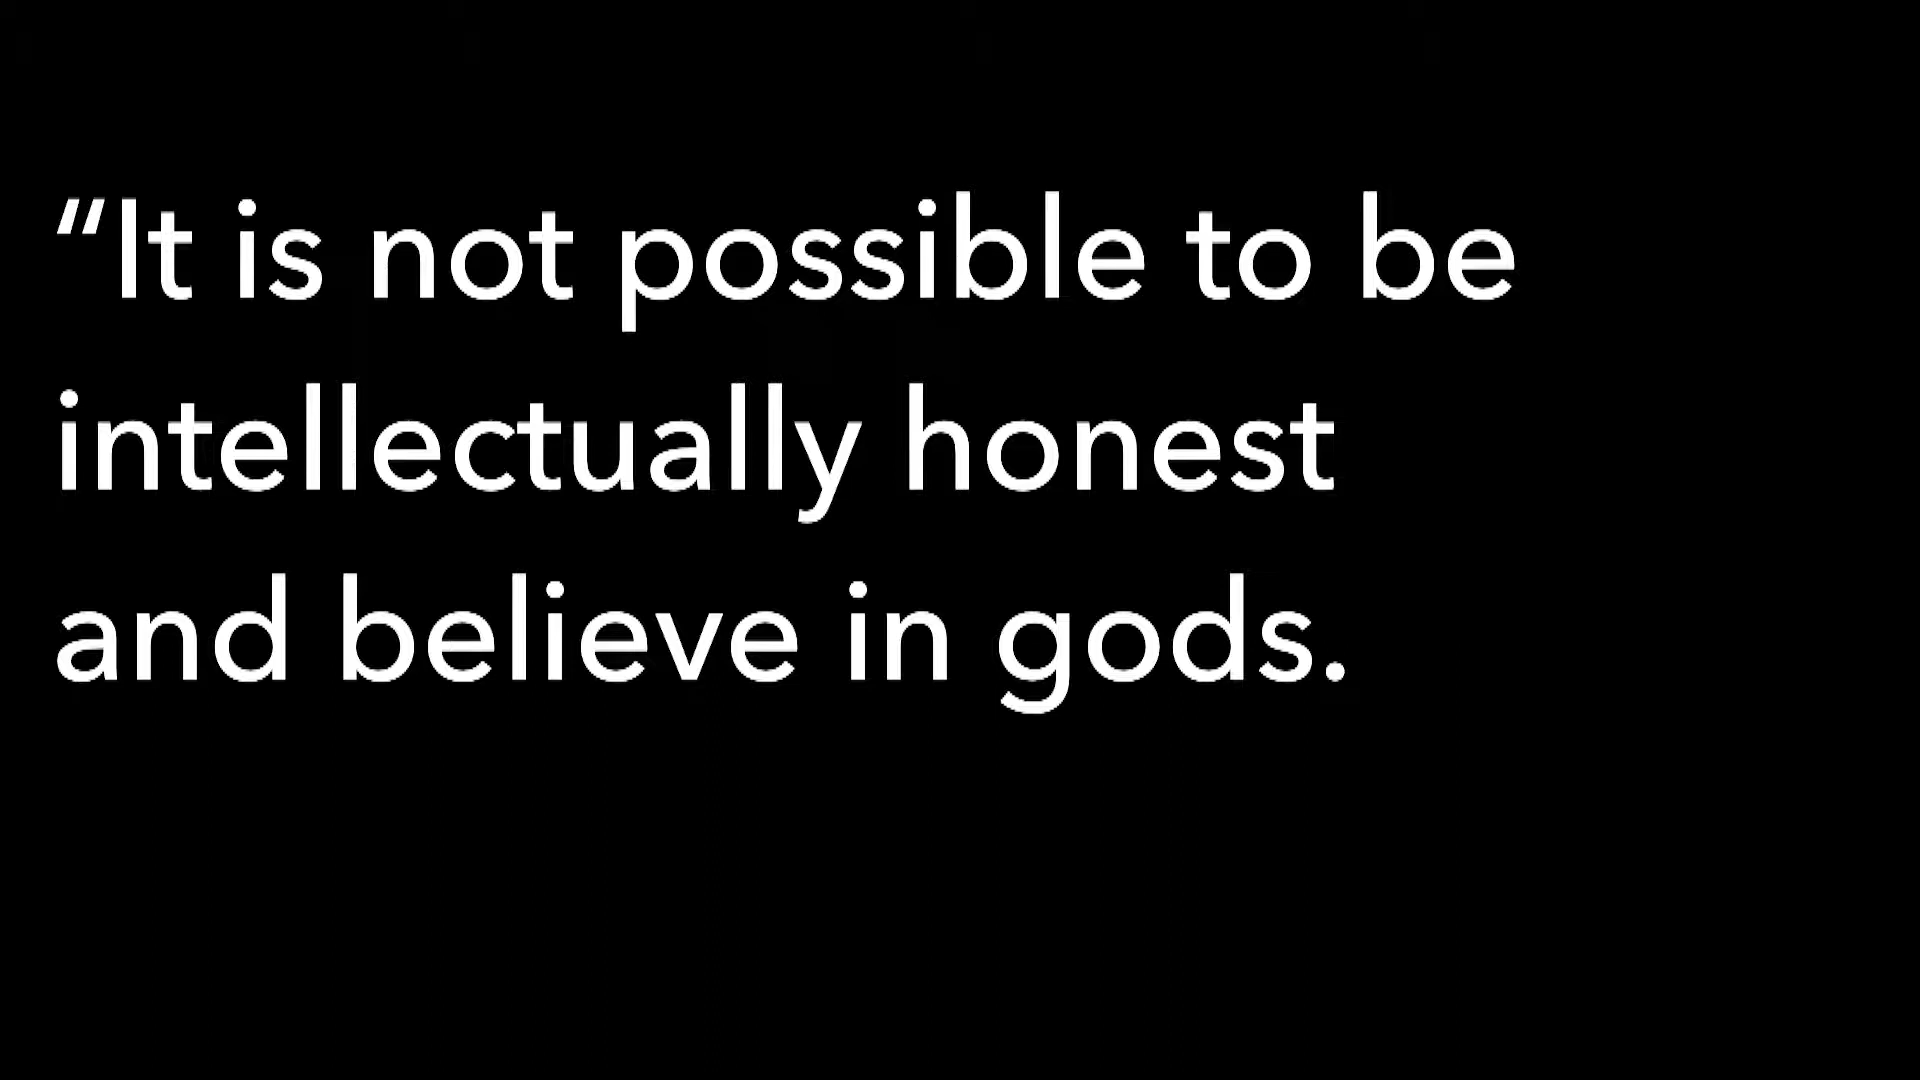 “It is not possible to be
intellectually honest
and believe in gods.